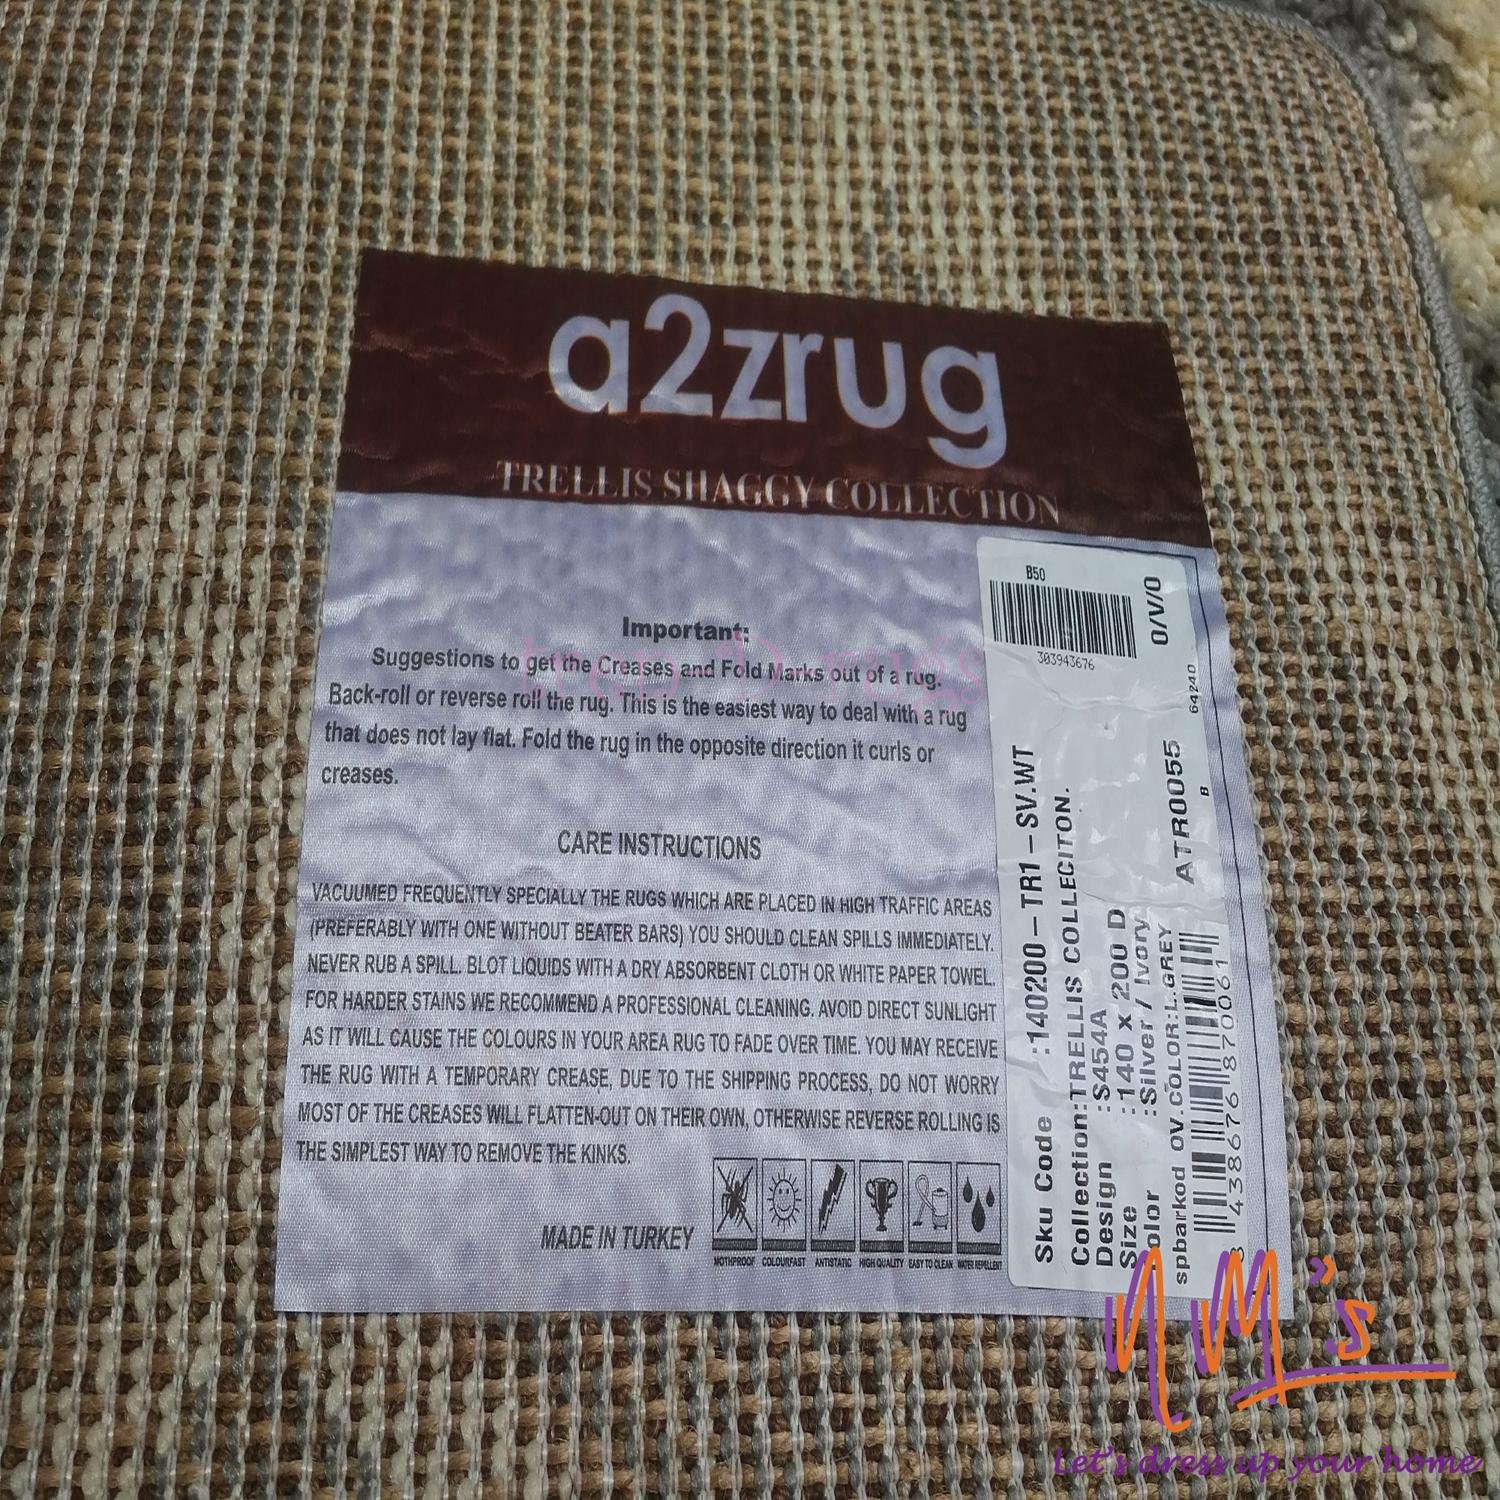 a2zrug
TRELLIS SHAGGY COLLECTION
Important:
Suggestions to get the Creases and Fold Marks out of a rug.
Back-roll or reverse roll the rug. This is the easiest way to deal with a rug
that does not lay flat. Fold the rug in the opposite direction it curls or
creases.
CARE INSTRUCTIONS
VACUUMED FREQUENTLY SPECIALLY THE RUGS WHICH ARE PLACED IN HIGH TRAFFIC AREAS
(PREFERABLY WITH ONE WITHOUT BEATER BARS) YOU SHOULD CLEAN SPILLS IMMEDIATELY.
NEVER RUB A SPILL. BLOT LIQUIDS WITH A DRY ABSORBENT CLOTH OR WHITE PAPER TOWEL.
FOR HARDER STAINS WE RECOMMEND A PROFESSIONAL CLEANING. AVOID DIRECT SUNLIGHT
AS IT WILL CAUSE THE COLOURS IN YOUR AREA RUG TO FADE OVER TIME. YOU MAY RECEIVE
THE RUG WITH A TEMPORARY CREASE, DUE TO THE SHIPPING PROCESS, DO NOT WORRY
MOST OF THE CREASES WILL FLATTEN-OUT ON THEIR OWN, OTHERWISE REVERSE ROLLING IS
THE SIMPLEST WAY TO REMOVE THE KINKS.
MADE IN TURKEY
MOTHPROOF COLOURFAST ANTISTATIC HIGH QUALITY EASY TO CLEAN WATER REPELLENT
B50
303943676
O/V/O
64240
Sku Code :140200 – TR1 – SV.WT
Collection:TRELLIS COLLECITON.
Design :S454A
Size :140 x 200 D
Color :Silver / Ivory
spbarkod OV.COLOR:L.GREY
ATR0055
B
438676 870061
NM's
Let's dress up your home